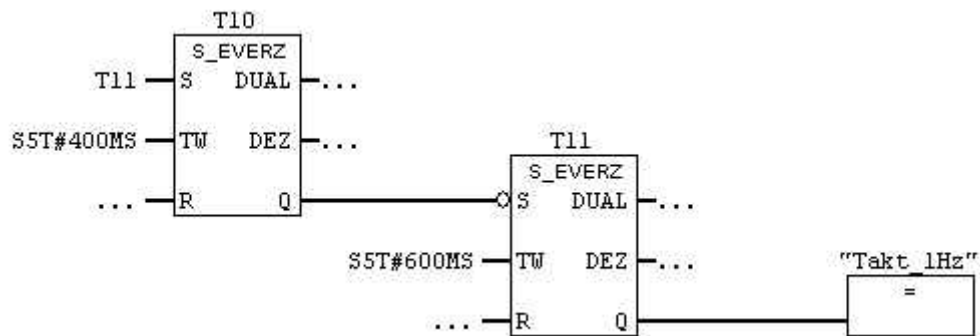 T10
S_EVERZ
T11 S DUAL ...
S5T#400MS TW DEZ ...
... R Q
T11
S_EVERZ
S DUAL ...
S5T#600MS TW DEZ ...
... R Q
"Takt_1Hz"
=